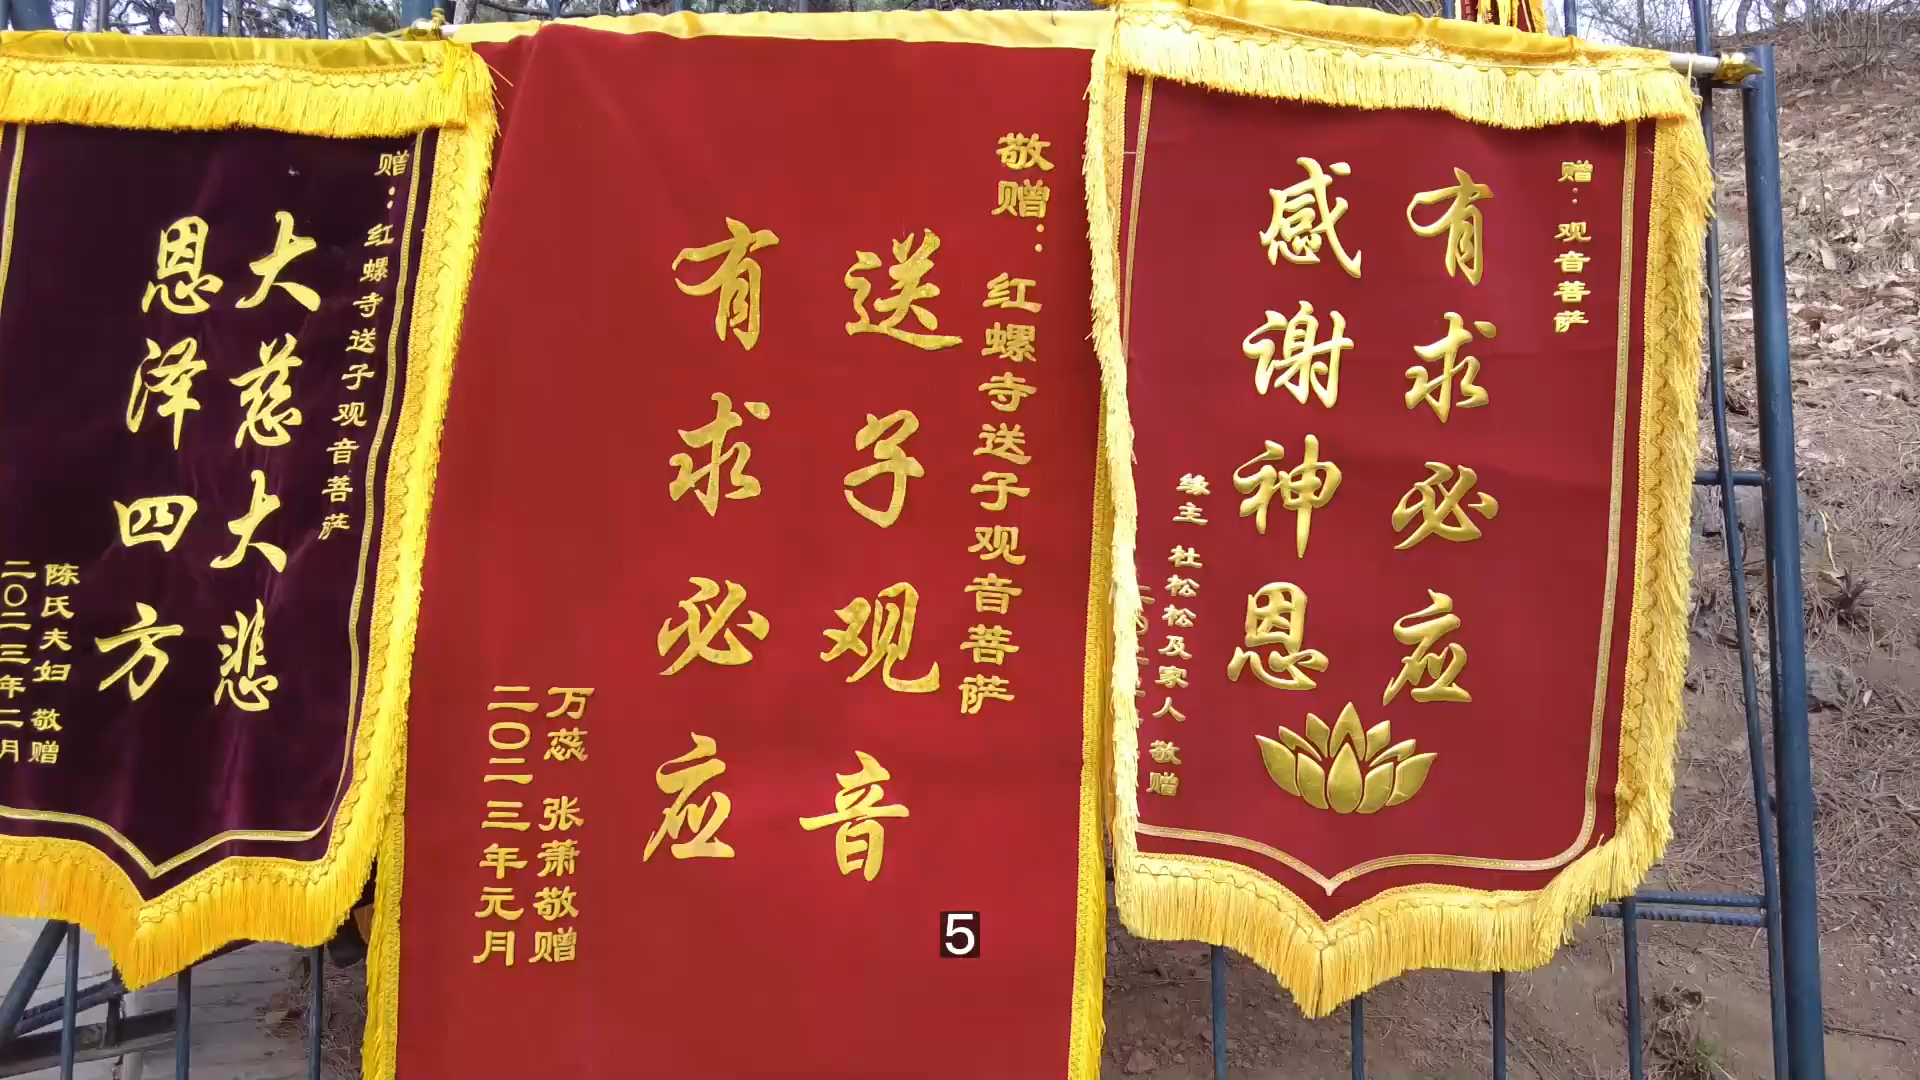 赠：红螺寺送子观音菩萨
大慈大悲
恩泽四方
陈氏夫妇 敬赠
二〇二三年二月
敬赠：红螺寺送子观音菩萨
送子观音
有求必应
万蕊 张萧敬赠
二〇二三年元月
赠：观音菩萨
有求必应
感谢神恩
缘主 杜松松及家人 敬赠
5